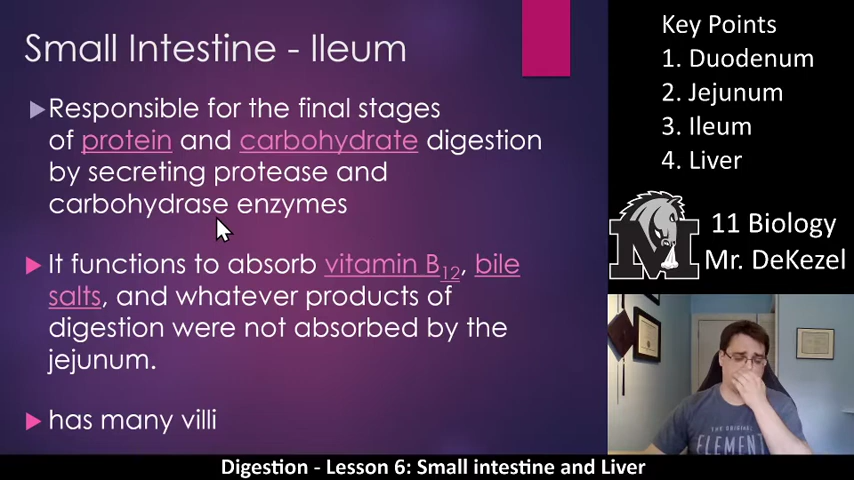 Small Intestine - Ileum
Responsible for the final stages
of protein and carbohydrate digestion
by secreting protease and
carbohydrase enzymes
It functions to absorb vitamin B12, bile
salts, and whatever products of
digestion were not absorbed by the
jejunum.
has many villi
Key Points
1. Duodenum
2. Jejunum
3. Ileum
4. Liver
M
11 Biology
Mr. DeKezel
THE ORIGINAL
ELEMENT
Digestion - Lesson 6: Small intestine and Liver